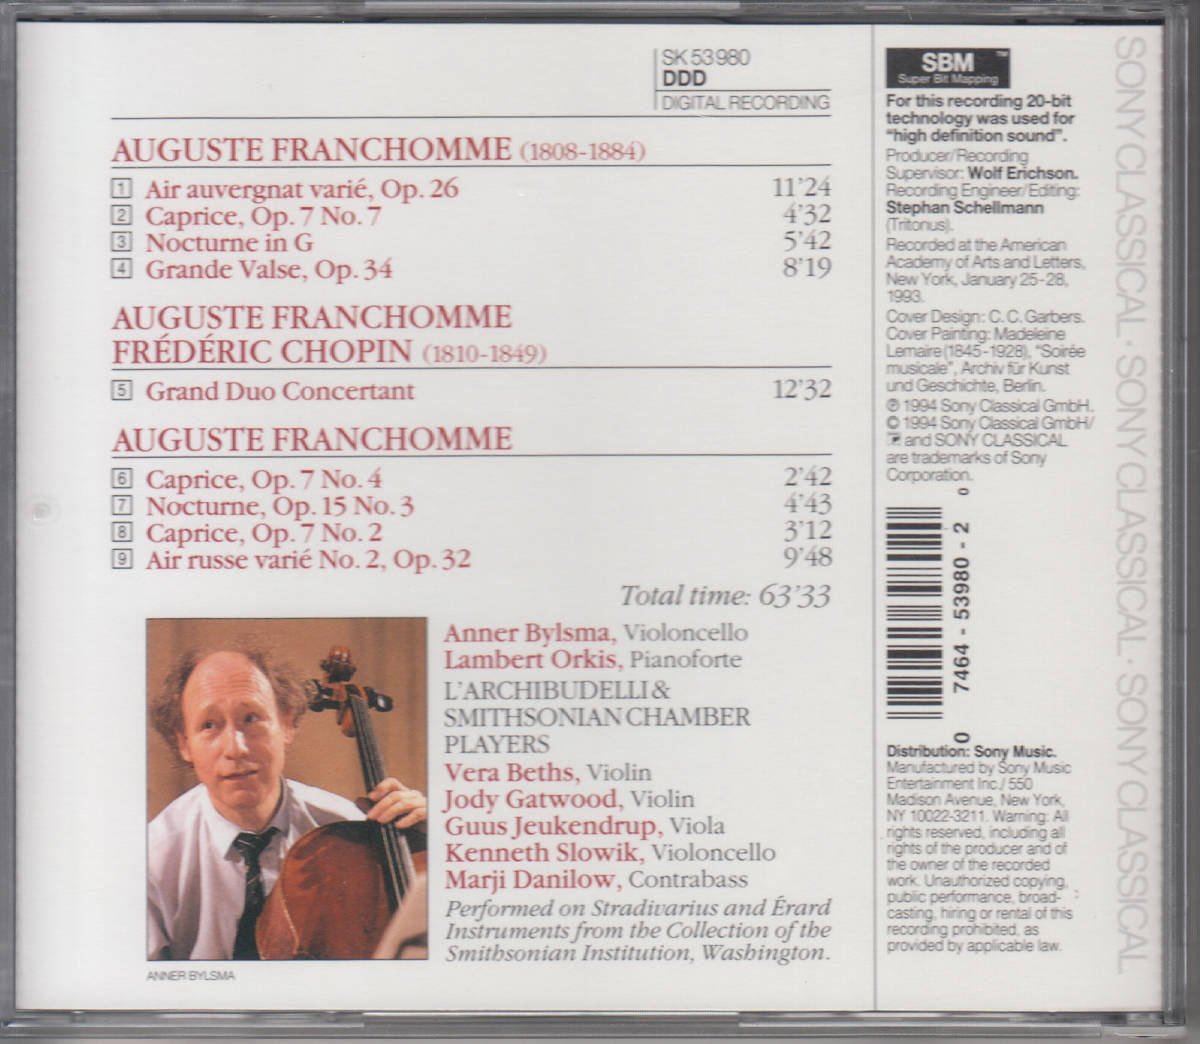 SK 53 980
DDD
DIGITAL RECORDING
AUGUSTE FRANCHOMME (1808-1884)
1 Air auvergnat varié, Op. 26 11'24
2 Caprice, Op. 7 No. 7 4'32
3 Nocturne in G 5'42
4 Grande Valse, Op. 34 8'19
AUGUSTE FRANCHOMME
FRÉDÉRIC CHOPIN (1810-1849)
5 Grand Duo Concertant 12'32
AUGUSTE FRANCHOMME
6 Caprice, Op. 7 No. 4 2'42
7 Nocturne, Op. 15 No. 3 4'43
8 Caprice, Op. 7 No. 2 3'12
9 Air russe varié No. 2, Op. 32 9'48
Total time: 63'33
Anner Bylsma, Violoncello
Lambert Orkis, Pianoforte
L'ARCHIBUDELLI &
SMITHSONIAN CHAMBER
PLAYERS
Vera Beths, Violin
Jody Gatwood, Violin
Guus Jeukendrup, Viola
Kenneth Slowik, Violoncello
Marji Danilow, Contrabass
Performed on Stradivarius and Érard
Instruments from the Collection of the
Smithsonian Institution, Washington.
ANNER BYLSMA
SBM™
Super Bit Mapping
For this recording 20-bit
technology was used for
“high definition sound”.
Producer/Recording
Supervisor: Wolf Erichson.
Recording Engineer/Editing:
Stephan Schellmann
(Tritonus).
Recorded at the American
Academy of Arts and Letters,
New York, January 25-28,
1993.
Cover Design: C. C. Garbers.
Cover Painting: Madeleine
Lemaire (1845-1928), “Soirée
musicale”, Archiv für Kunst
und Geschichte, Berlin.
℗ 1994 Sony Classical GmbH.
© 1994 Sony Classical GmbH/
and SONY CLASSICAL
are trademarks of Sony
Corporation.
0 7464-53980-2 0
Distribution: Sony Music.
Manufactured by Sony Music
Entertainment Inc./ 550
Madison Avenue, New York,
NY 10022-3211. Warning: All
rights reserved, including all
rights of the producer and of
the owner of the recorded
work. Unauthorized copying,
public performance, broad-
casting, hiring or rental of this
recording prohibited, as
provided by applicable law.
SONY CLASSICAL · SONY CLASSICAL · SONY CLASSICAL